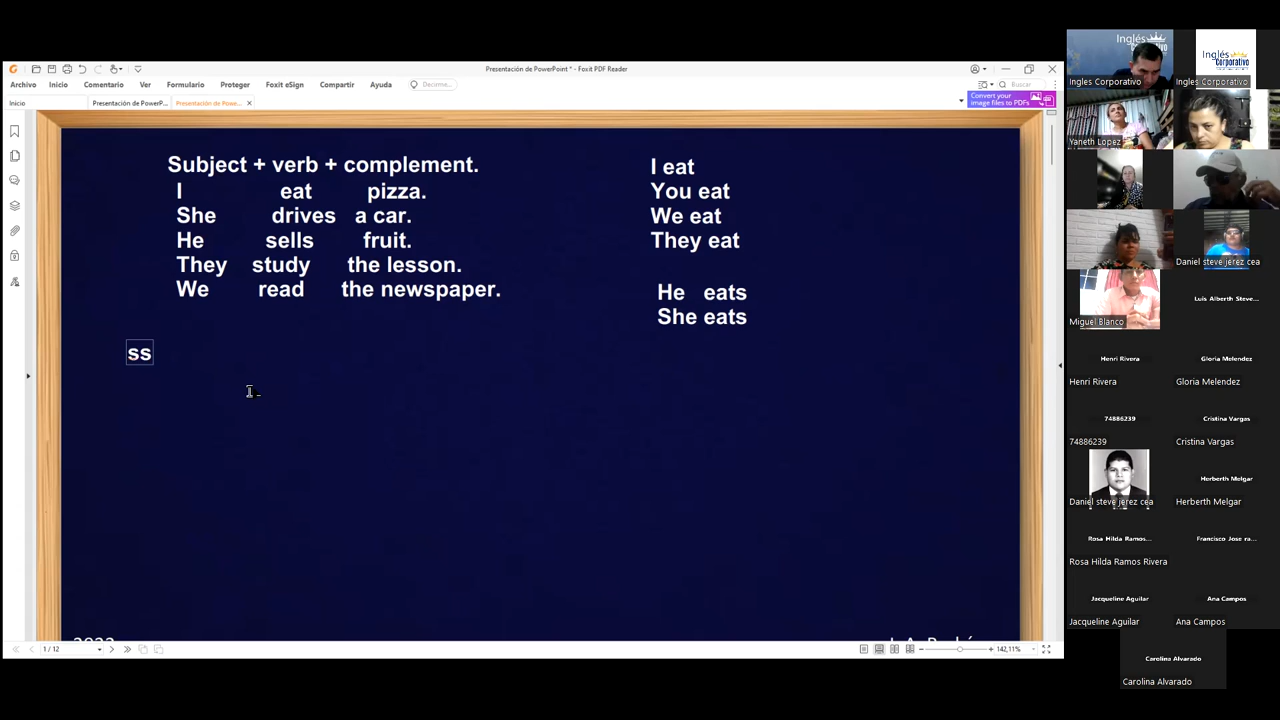 Presentación de PowerPoint * - Foxit PDF Reader
Archivo Inicio Comentario Ver Formulario Proteger Foxit eSign Compartir Ayuda Decirme... Buscar
Inicio Presentación de PowerP... Presentación de Powe...
Convert your
image files to PDFs
Subject + verb + complement.
I eat pizza.
She drives a car.
He sells fruit.
They study the lesson.
We read the newspaper.
ss
I eat
You eat
We eat
They eat
He eats
She eats
1 / 12
142,11%
Inglés
Corporativo
Ingles Corporativo
Inglés
Corporativo
Ingles Corporativo
Yaneth Lopez
Daniel steve jerez cea
Miguel Blanco
Luis Alberth Steve...
Henri Rivera
Henri Rivera
Gloria Melendez
Gloria Melendez
74886239
74886239
Cristina Vargas
Cristina Vargas
Daniel steve jerez cea
Herberth Melgar
Herberth Melgar
Rosa Hilda Ramos...
Rosa Hilda Ramos Rivera
Francisco Jose ra...
Jacqueline Aguilar
Jacqueline Aguilar
Ana Campos
Ana Campos
Carolina Alvarado
Carolina Alvarado